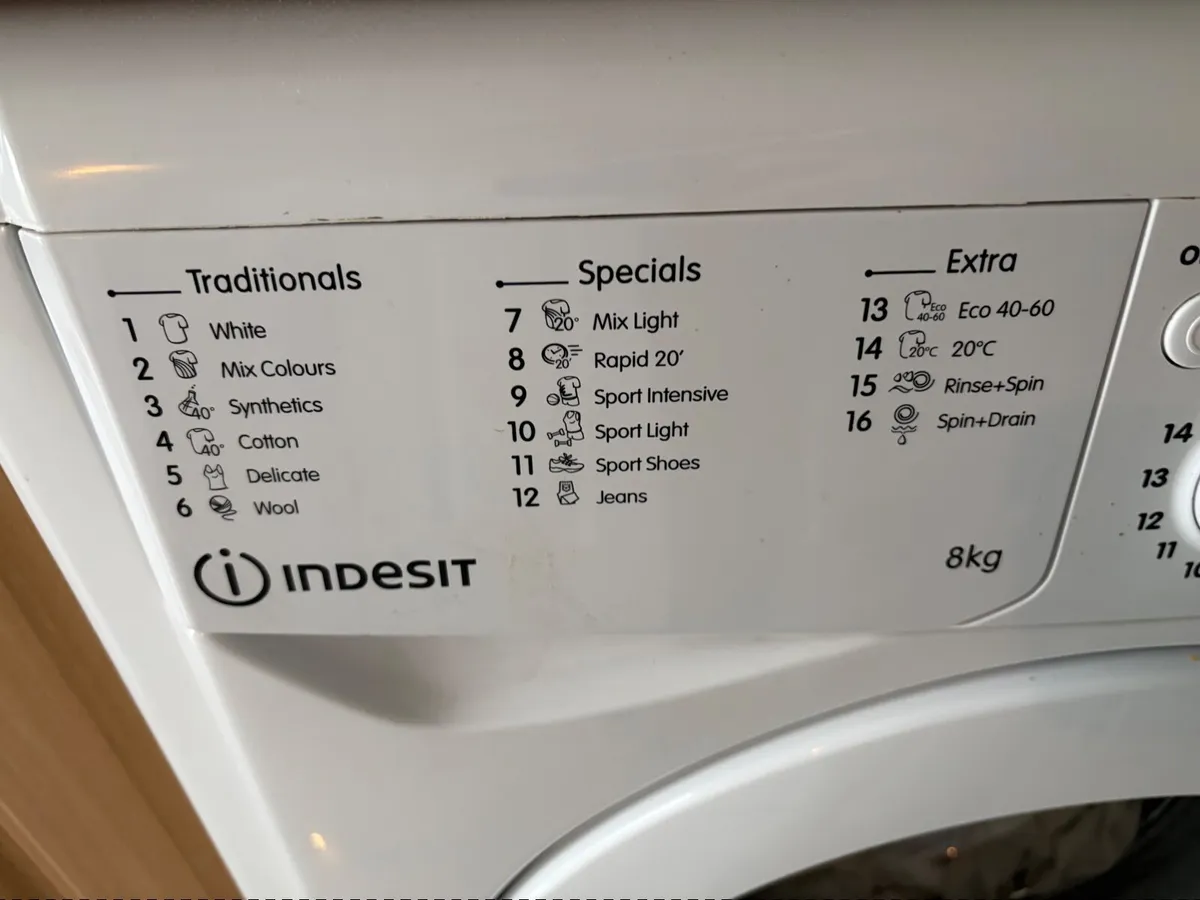 Traditionals
1 White
2 Mix Colours
3 40° Synthetics
4 40° Cotton
5 Delicate
6 Wool
Specials
7 20° Mix Light
8 20' Rapid 20'
9 Sport Intensive
10 Sport Light
11 Sport Shoes
12 Jeans
Extra
13 Eco 40-60 Eco 40-60
14 20°C 20°C
15 Rinse+Spin
16 Spin+Drain
i INDESIT
8kg
14
13
12
11